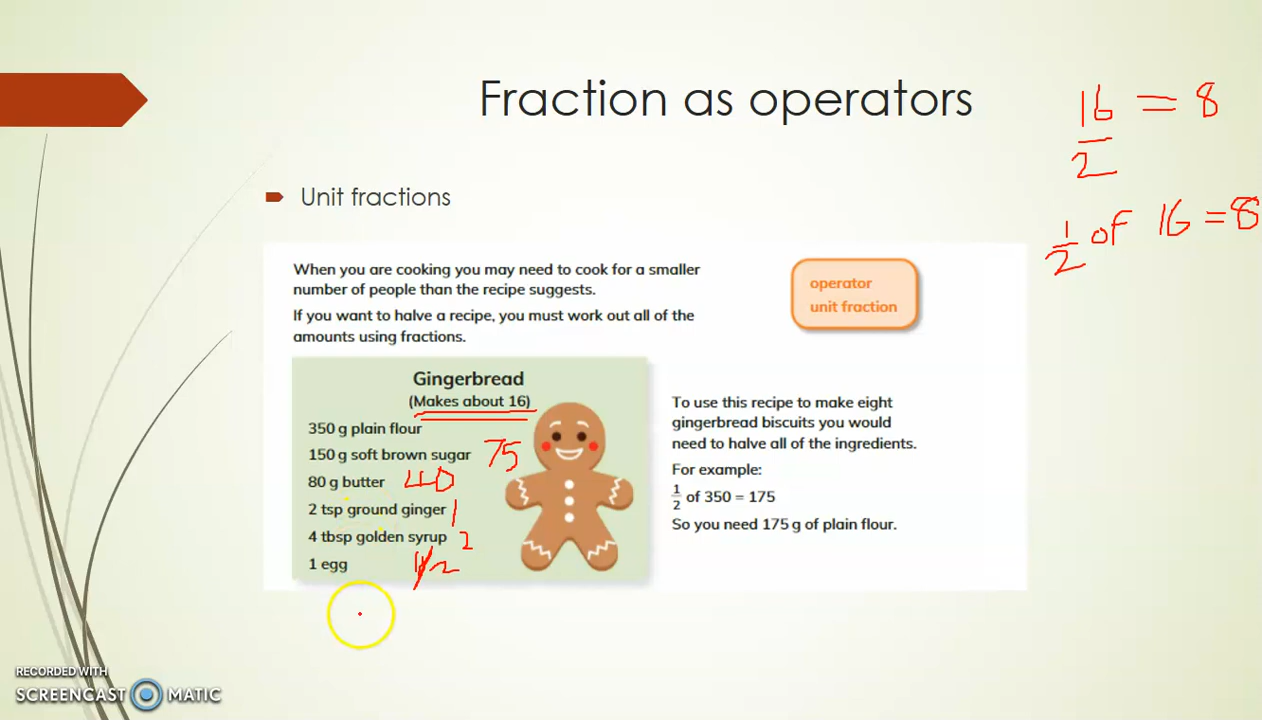 Fraction as operators
16/2 = 8
1/2 of 16 = 8
Unit fractions
When you are cooking you may need to cook for a smaller
number of people than the recipe suggests.
If you want to halve a recipe, you must work out all of the
amounts using fractions.
operator
unit fraction
Gingerbread
(Makes about 16)
350 g plain flour
150 g soft brown sugar 75
80 g butter 40
2 tsp ground ginger 1
4 tbsp golden syrup 2
1 egg 1/2
To use this recipe to make eight
gingerbread biscuits you would
need to halve all of the ingredients.
For example:
1/2 of 350 = 175
So you need 175 g of plain flour.
RECORDED WITH
SCREENCAST MATIC